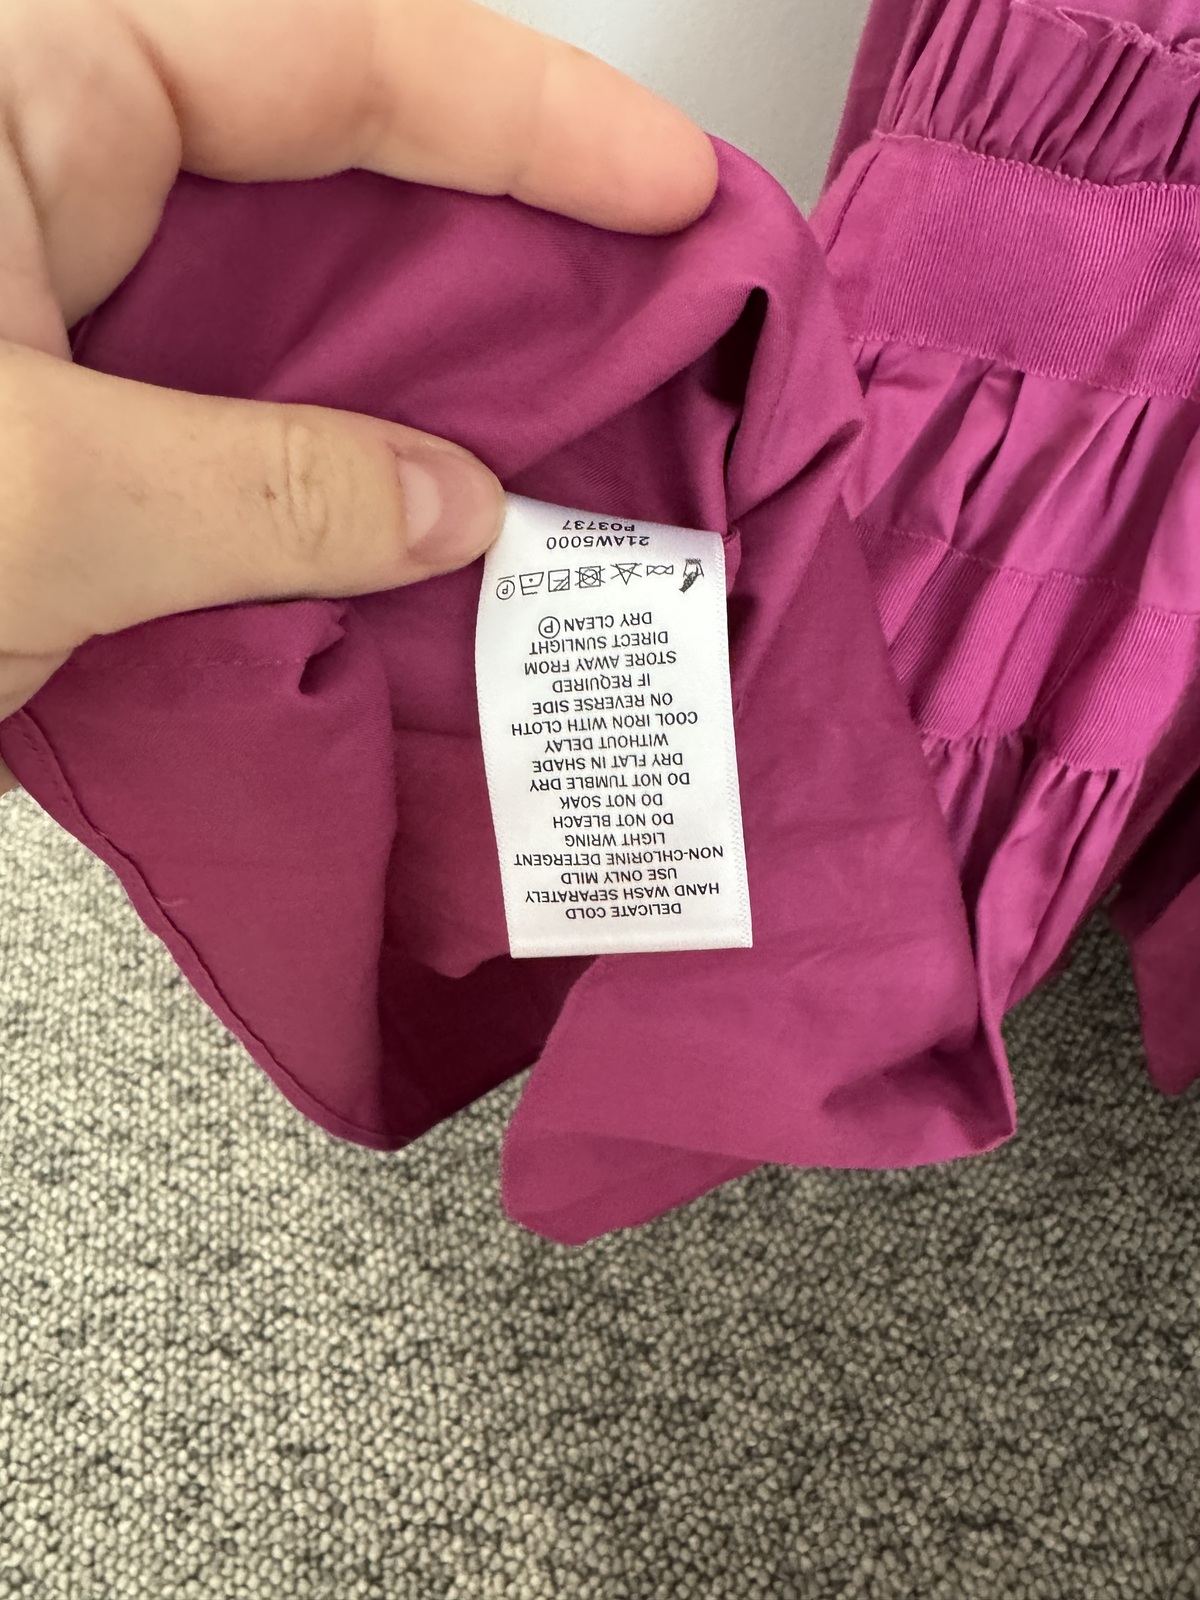 DELICATE COLD
HAND WASH SEPARATELY
USE ONLY MILD
NON-CHLORINE DETERGENT
LIGHT WRING
DO NOT BLEACH
DO NOT SOAK
DO NOT TUMBLE DRY
DRY FLAT IN SHADE
WITHOUT DELAY
COOL IRON WITH CLOTH
ON REVERSE SIDE
IF REQUIRED
STORE AWAY FROM
DIRECT SUNLIGHT
DRY CLEAN Ⓟ
Ⓟ
21AW5000
P03737